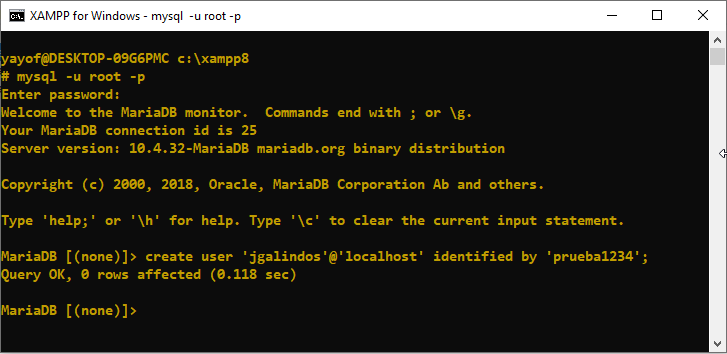 XAMPP for Windows - mysql -u root -p
yayof@DESKTOP-09G6PMC c:\xampp8
# mysql -u root -p
Enter password:
Welcome to the MariaDB monitor.  Commands end with ; or \g.
Your MariaDB connection id is 25
Server version: 10.4.32-MariaDB mariadb.org binary distribution
Copyright (c) 2000, 2018, Oracle, MariaDB Corporation Ab and others.
Type 'help;' or '\h' for help. Type '\c' to clear the current input statement.
MariaDB [(none)]> create user 'jgalindos'@'localhost' identified by 'prueba1234';
Query OK, 0 rows affected (0.118 sec)
MariaDB [(none)]>